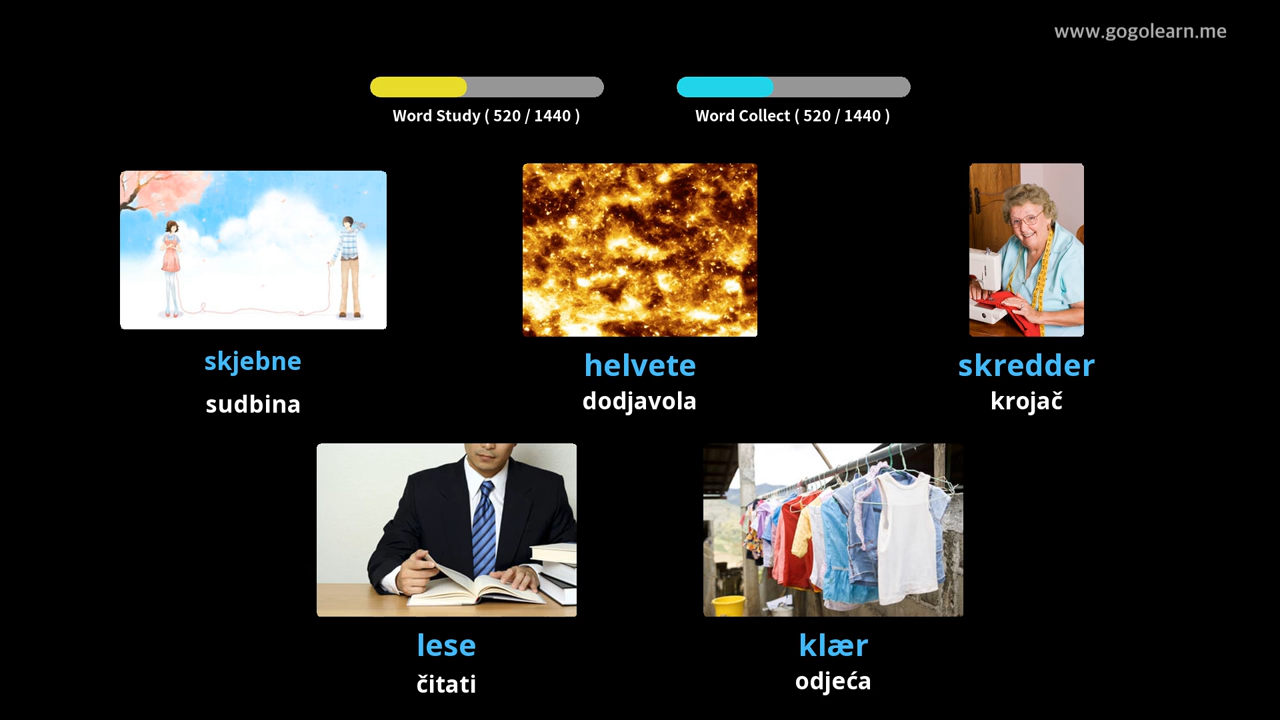 www.gogolearn.me
Word Study ( 520 / 1440 )
Word Collect ( 520 / 1440 )
skjebne
sudbina
helvete
dodjavola
skredder
krojač
lese
čitati
klær
odjeća